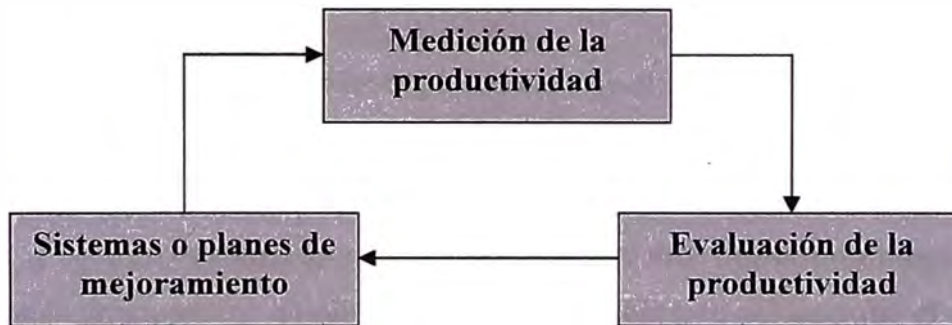 Medición de la
productividad
Sistemas o planes de
mejoramiento
Evaluación de la
productividad